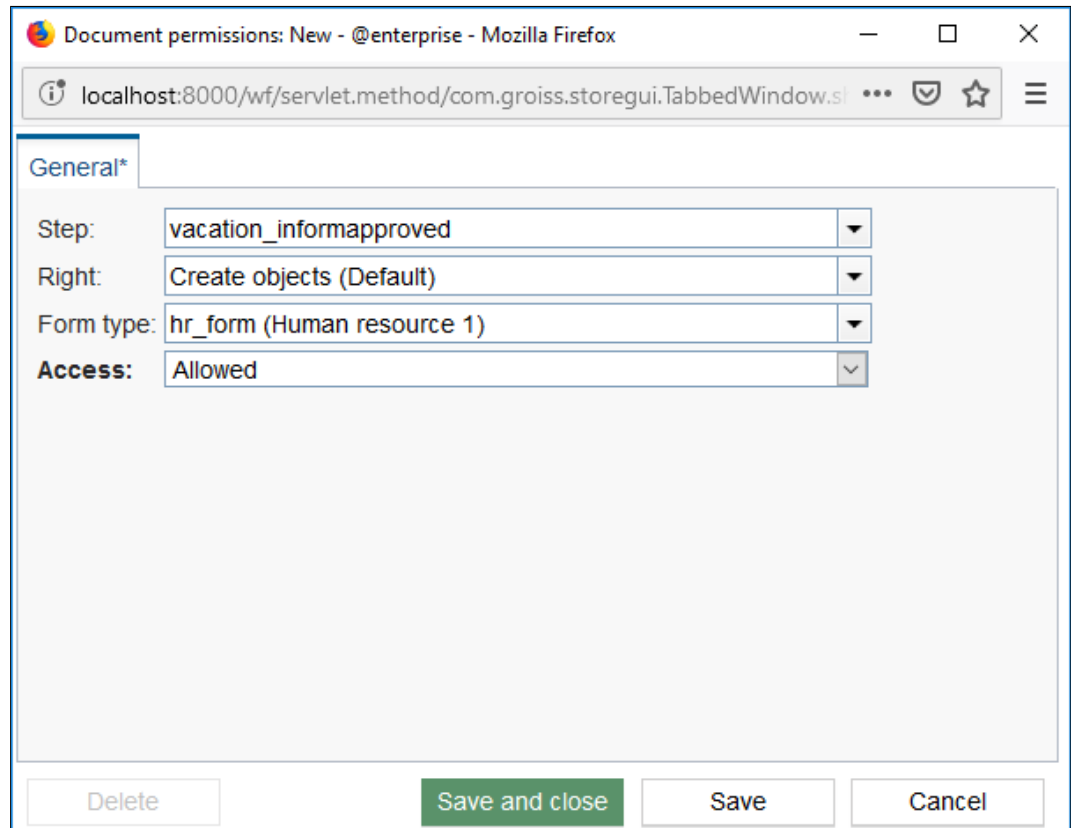 Document permissions: New - @enterprise - Mozilla Firefox
localhost:8000/wf/servlet.method/com.groiss.storegui.TabbedWindow.s
General*
Step: vacation_informapproved
Right: Create objects (Default)
Form type: hr_form (Human resource 1)
Access: Allowed
Delete Save and close Save Cancel